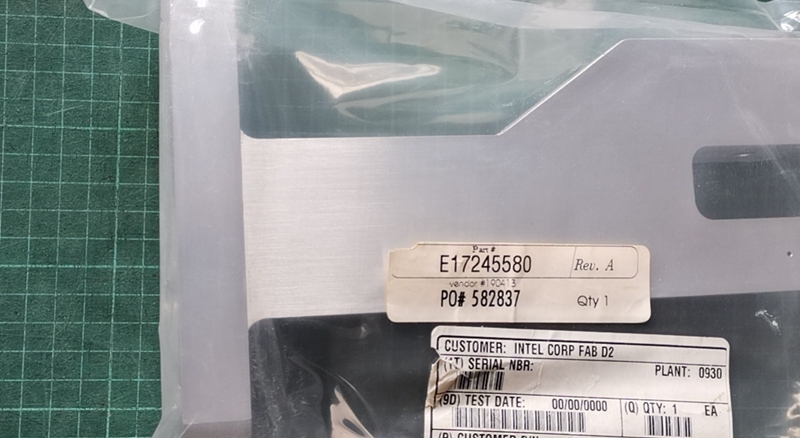 Part #
E17245580 Rev. A
vendor #190413
PO# 582837 Qty 1
CUSTOMER: INTEL CORP FAB D2
(1T) SERIAL NBR: PLANT: 0930
(9D) TEST DATE: 00/00/0000 (Q) QTY: 1 EA
(P) CUSTOMER P/N